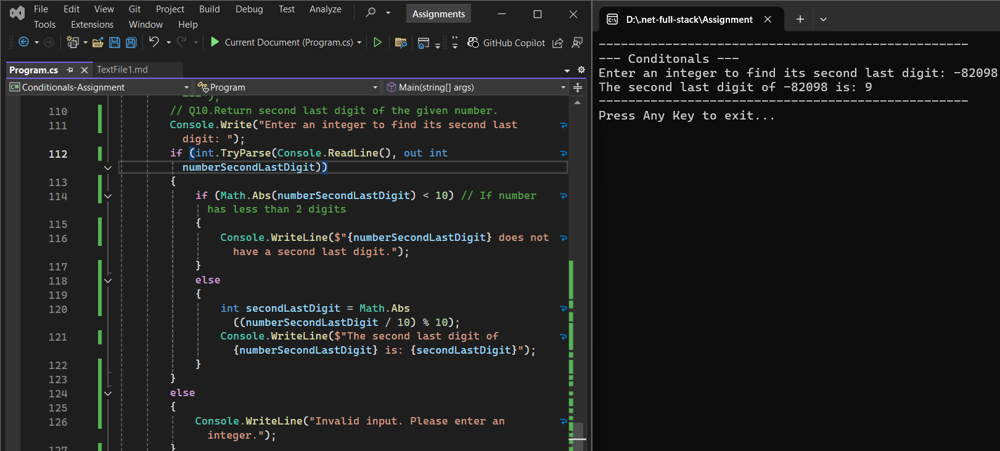 File Edit View Git Project Build Debug Test Analyze Assignments
Tools Extensions Window Help
Current Document (Program.cs) GitHub Copilot
Program.cs TextFile1.md
C# Conditionals-Assignment Program Main(string[] args)
---");
110 // Q10.Return second last digit of the given number.
111 Console.Write("Enter an integer to find its second last
digit: ");
112 if (int.TryParse(Console.ReadLine(), out int
numberSecondLastDigit))
113 {
114 if (Math.Abs(numberSecondLastDigit) < 10) // If number
has less than 2 digits
115 {
116 Console.WriteLine($"{numberSecondLastDigit} does not
have a second last digit.");
117 }
118 else
119 {
120 int secondLastDigit = Math.Abs
((numberSecondLastDigit / 10) % 10);
121 Console.WriteLine($"The second last digit of
{numberSecondLastDigit} is: {secondLastDigit}");
122 }
123 }
124 else
125 {
126 Console.WriteLine("Invalid input. Please enter an
integer.");
127 }
D:\.net-full-stack\Assignment
--------------------------------------------------
--- Conditonals ---
Enter an integer to find its second last digit: -82098
The second last digit of -82098 is: 9
--------------------------------------------------
Press Any Key to exit...